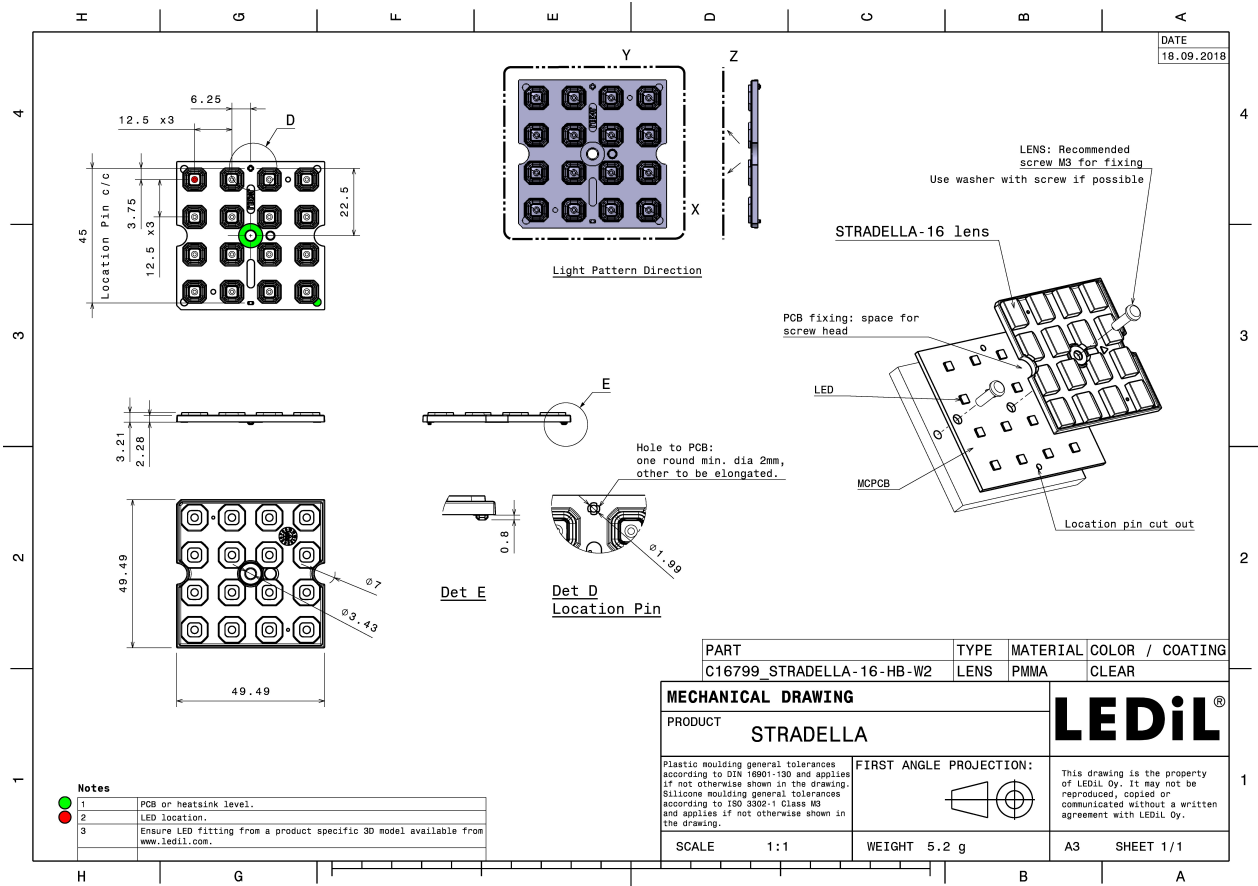 H G F E D C B A
DATE
18.09.2018
4
4
3
3
2
2
1
1
6.25
12.5 x3
D
45
Location Pin c/c
3.75
12.5 x3
22.5
Y
Z
X
Light Pattern Direction
LENS: Recommended
screw M3 for fixing
Use washer with screw if possible
STRADELLA-16 lens
PCB fixing: space for
screw head
LED
MCPCB
Location pin cut out
3.21
2.28
E
Hole to PCB:
one round min. dia 2mm,
other to be elongated.
0.8
Ø1.99
Det E
Det D
Location Pin
49.49
Ø7
Ø3.43
49.49
PART TYPE MATERIAL COLOR / COATING
C16799_STRADELLA-16-HB-W2 LENS PMMA CLEAR
MECHANICAL DRAWING
PRODUCT
STRADELLA
LEDiL®
Plastic moulding general tolerances
according to DIN 16901-130 and applies
if not otherwise shown in the drawing.
Silicone moulding general tolerances
according to ISO 3302-1 Class M3
and applies if not otherwise shown in
the drawing.
FIRST ANGLE PROJECTION:
This drawing is the property
of LEDiL Oy. It may not be
reproduced, copied or
communicated without a written
agreement with LEDiL Oy.
SCALE 1:1
WEIGHT 5.2 g
A3 SHEET 1/1
Notes
1 PCB or heatsink level.
2 LED location.
3 Ensure LED fitting from a product specific 3D model available from
www.ledil.com.
H G F E D C B A